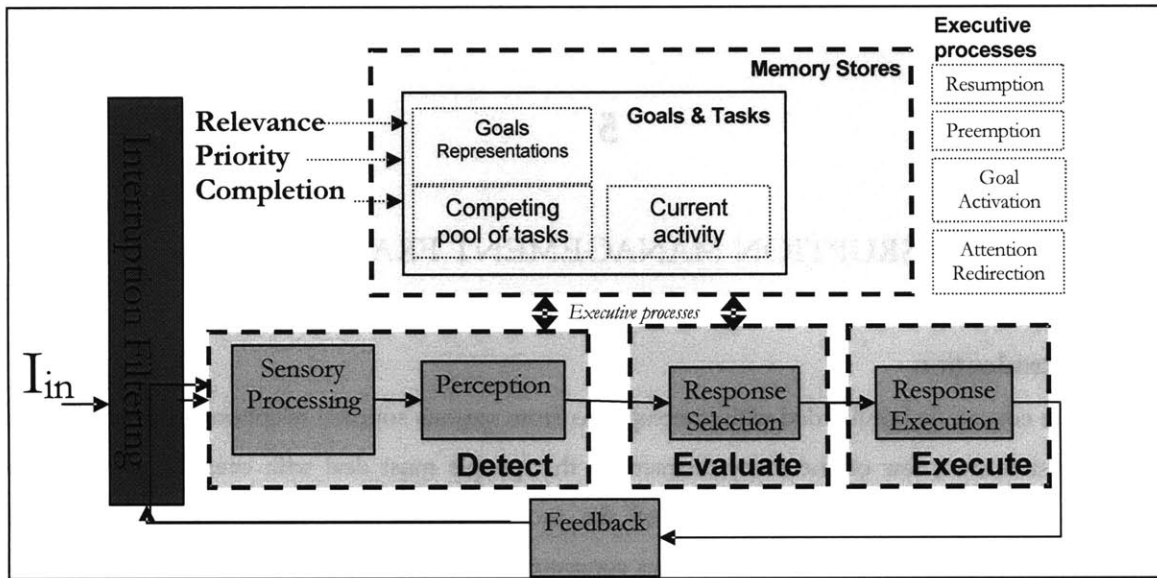 Executive
processes
Resumption
Preemption
Goal
Activation
Attention
Redirection
Memory Stores
Goals & Tasks
Goals
Representations
Competing
pool of tasks
Current
activity
Relevance
Priority
Completion
Executive processes
Interruption Filtering
I in
Sensory
Processing
Perception
Detect
Response
Selection
Evaluate
Response
Execution
Execute
Feedback